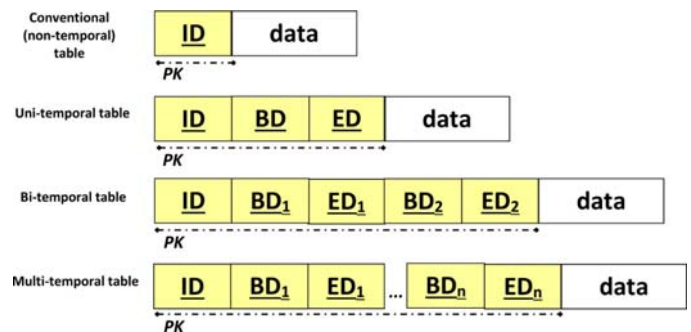 Conventional
(non-temporal)
table
ID data
PK
Uni-temporal table
ID BD ED data
PK
Bi-temporal table
ID BD1 ED1 BD2 ED2 data
PK
Multi-temporal table
ID BD1 ED1 ... BDn EDn data
PK